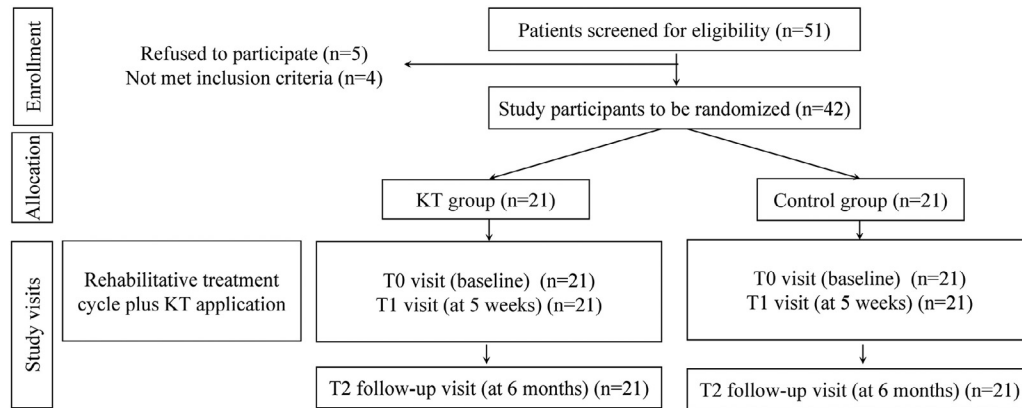 Enrollment
Patients screened for eligibility (n=51)
Refused to participate (n=5)
Not met inclusion criteria (n=4)
Study participants to be randomized (n=42)
Allocation
KT group (n=21)
Control group (n=21)
Study visits
Rehabilitative treatment
cycle plus KT application
T0 visit (baseline) (n=21)
T1 visit (at 5 weeks) (n=21)
T0 visit (baseline) (n=21)
T1 visit (at 5 weeks) (n=21)
T2 follow-up visit (at 6 months) (n=21)
T2 follow-up visit (at 6 months) (n=21)